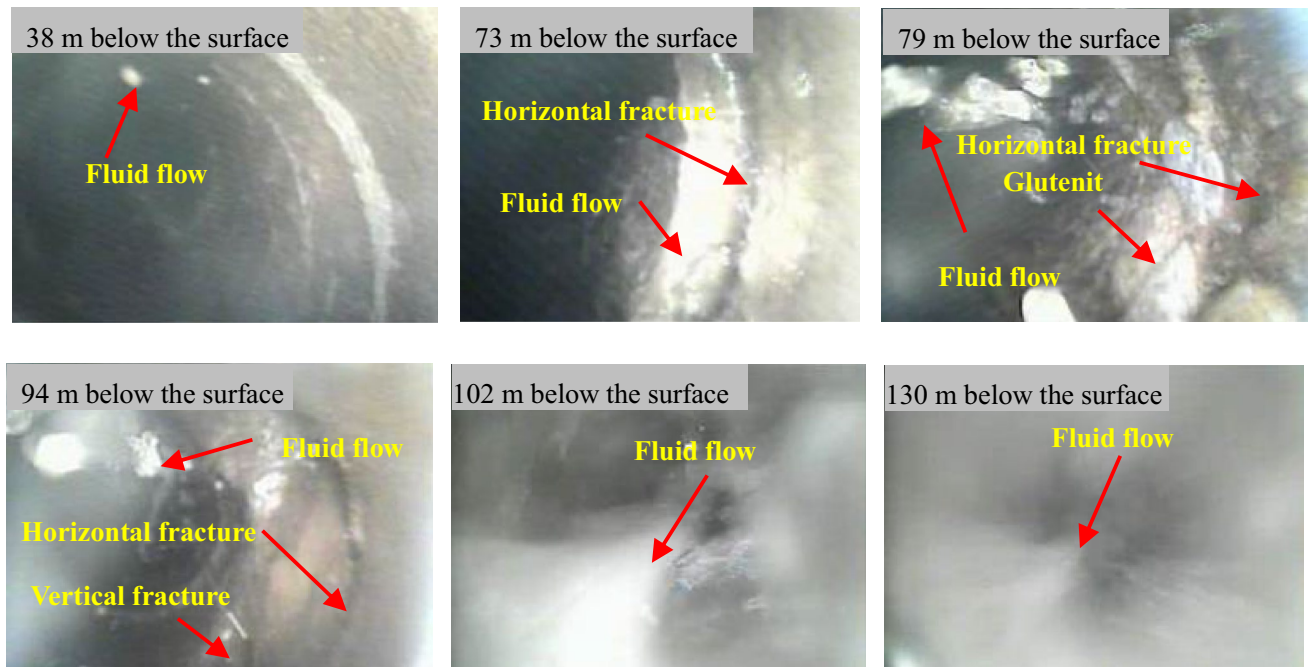 38 m below the surface
Fluid flow
73 m below the surface
Horizontal fracture
Fluid flow
79 m below the surface
Horizontal fracture
Glutenit
Fluid flow
94 m below the surface
Fluid flow
Horizontal fracture
Vertical fracture
102 m below the surface
Fluid flow
130 m below the surface
Fluid flow